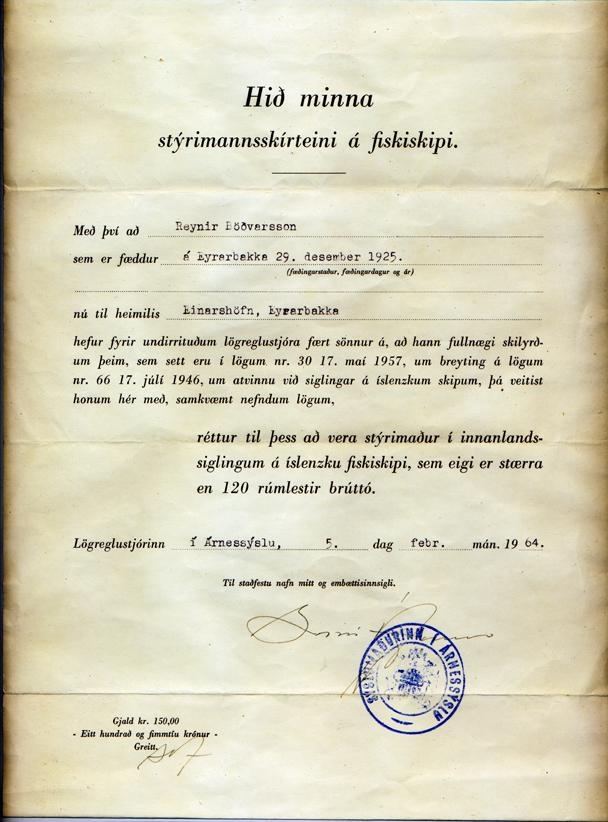 Hið minna
stýrimannsskírteini á fiskiskipi.
Með því að Reynir Böðvarsson
sem er fæddur á Eyrarbakka 29. desember 1925.
(fæðingarstaður, fæðingardagur og ár)
nú til heimilis Einarshöfn, Eyrarbakka
hefur fyrir undirrituðum lögreglustjóra fært sönnur á, að hann fullnægi skilyrð-
um þeim, sem sett eru í lögum nr. 30 17. maí 1957, um breyting á lögum
nr. 66 17. júlí 1946, um atvinnu við siglingar á íslenzkum skipum, þá veitist
honum hér með, samkvæmt nefndum lögum,
réttur til þess að vera stýrimaður í innanlands-
siglingum á íslenzku fiskiskipi, sem eigi er stærra
en 120 rúmlestir brúttó.
Lögreglustjórinn í Árnessýslu, 5. dag febr. mán. 1964.
Til staðfestu nafn mitt og embættisinnsigli.
SÝSLUMAÐURINN Í ÁRNESSÝSLU
Gjald kr. 150,00
- Eitt hundrað og fimmtíu krónur -
Greitt.